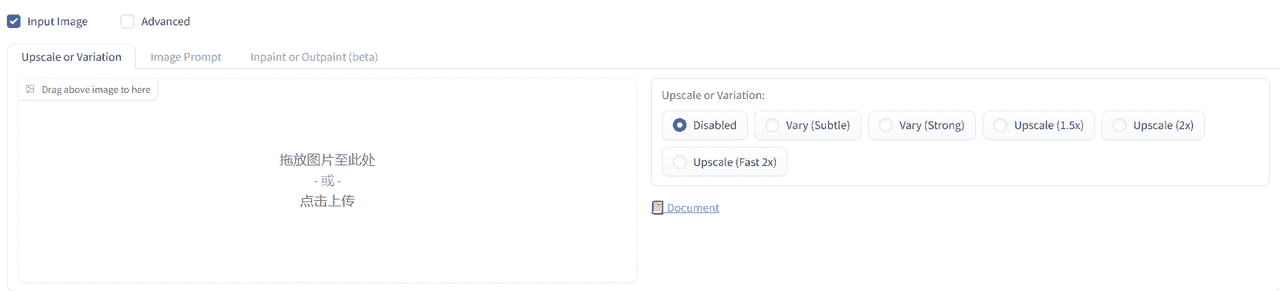 Input Image
Advanced
Upscale or Variation
Image Prompt
Inpaint or Outpaint (beta)
Drag above image to here
拖放图片至此处
- 或 -
点击上传
Upscale or Variation:
Disabled
Vary (Subtle)
Vary (Strong)
Upscale (1.5x)
Upscale (2x)
Upscale (Fast 2x)
Document